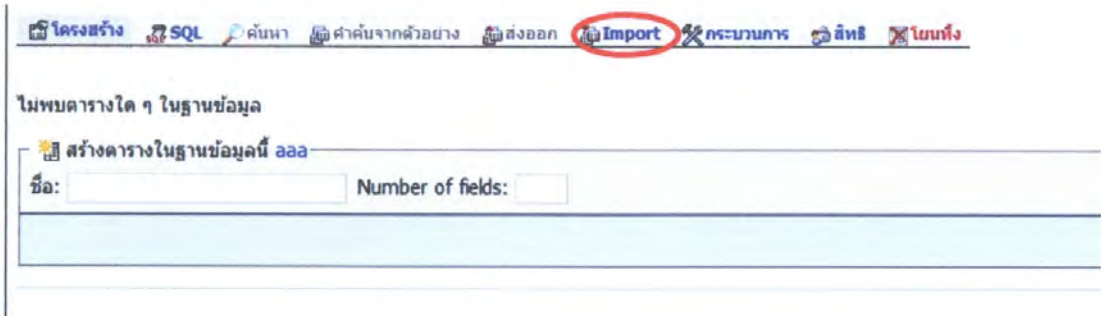 โครงสร้าง SQL ค้นหา คำค้นจากตัวอย่าง ส่งออก Import กระบวนการ สิทธิ โยนทิ้ง
ไม่พบตารางใด ๆ ในฐานข้อมูล
สร้างตารางในฐานข้อมูลนี้ aaa
ชื่อ: Number of fields: